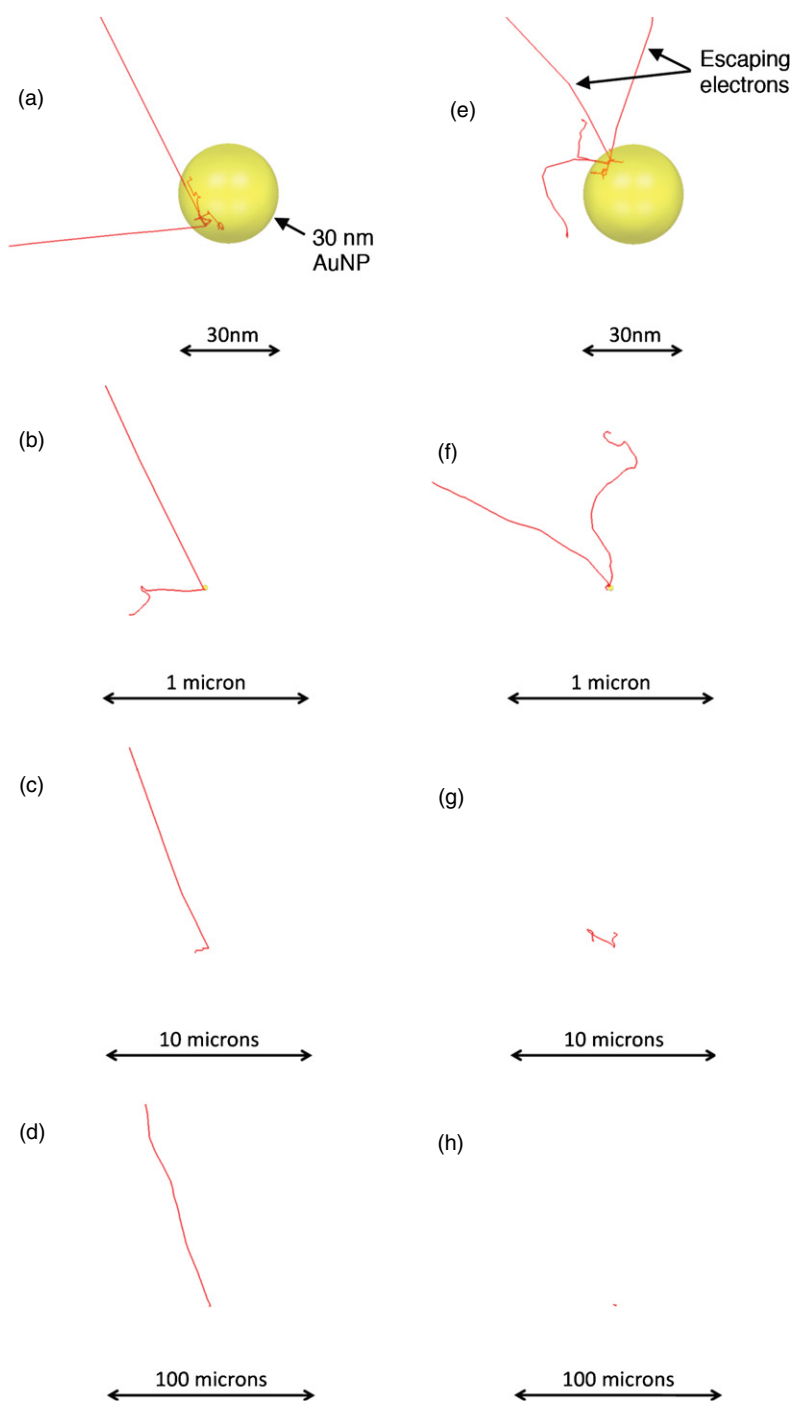 (a)
30 nm
AuNP
30nm
(e)
Escaping
electrons
30nm
(b)
1 micron
(f)
1 micron
(c)
10 microns
(g)
10 microns
(d)
100 microns
(h)
100 microns